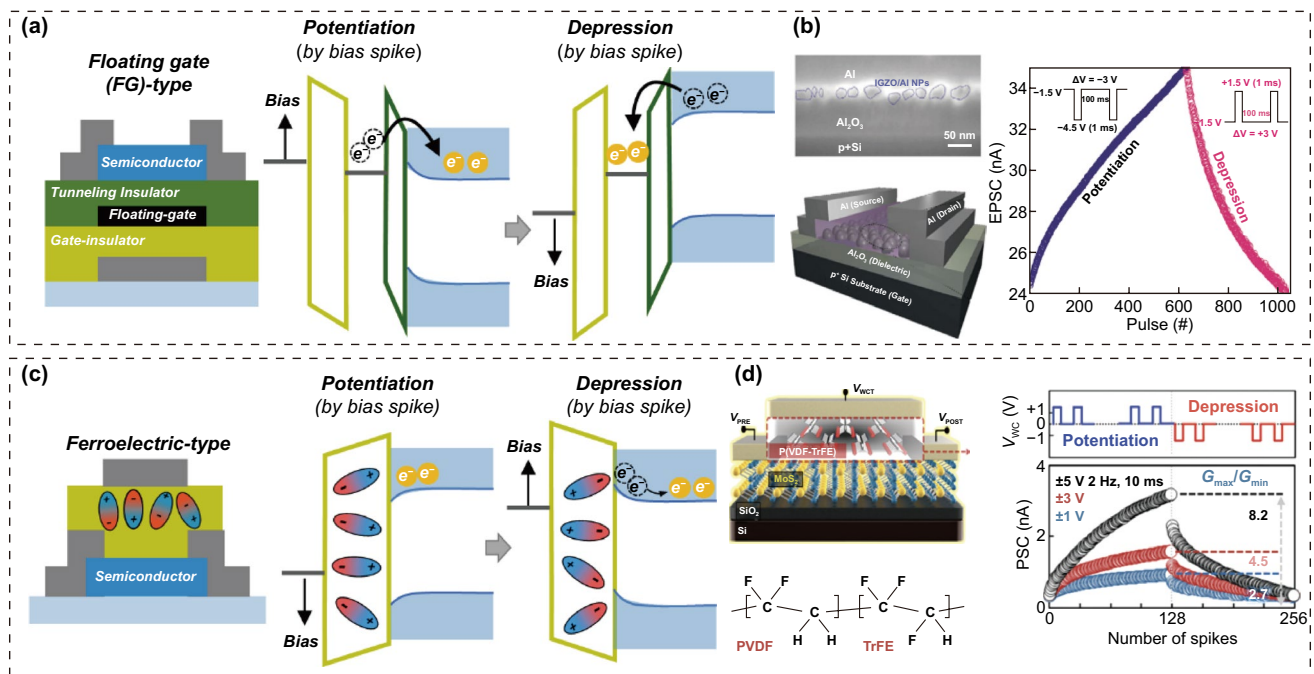 (a)
Floating gate
(FG)-type
Semiconductor
Tunneling Insulator
Floating-gate
Gate-insulator
Potentiation
(by bias spike)
Bias
e⁻
e⁻
e⁻ e⁻
Depression
(by bias spike)
e⁻ e⁻
e⁻ e⁻
Bias
(b)
Al
IGZO/Al NPs
Al₂O₃
p+Si
50 nm
Al (Source)
Al (Drain)
Al₂O₃ (Dielectric)
p⁺ Si Substrate (Gate)
EPSC (nA)
34
32
30
28
26
24
ΔV = −3 V
−1.5 V
100 ms
−4.5 V (1 ms)
+1.5 V (1 ms)
100 ms
1.5 V
ΔV = +3 V
Potentiation
Depression
0 200 400 600 800 1000
Pulse (#)
(c)
Ferroelectric-type
Semiconductor
Potentiation
(by bias spike)
e⁻ e⁻
Bias
Depression
(by bias spike)
Bias
e⁻
e⁻
e⁻ e⁻
(d)
V_WCT
V_PRE
V_POST
P(VDF-TrFE)
MoS₂
SiO₂
Si
F F F F
C C C C
H H F H
PVDF TrFE
V_WC (V)
+1
0
−1
Potentiation
Depression
PSC (nA)
4
2
0
±5 V 2 Hz, 10 ms
±3 V
±1 V
G_max/G_min
8.2
4.5
2.7
0 128 256
Number of spikes